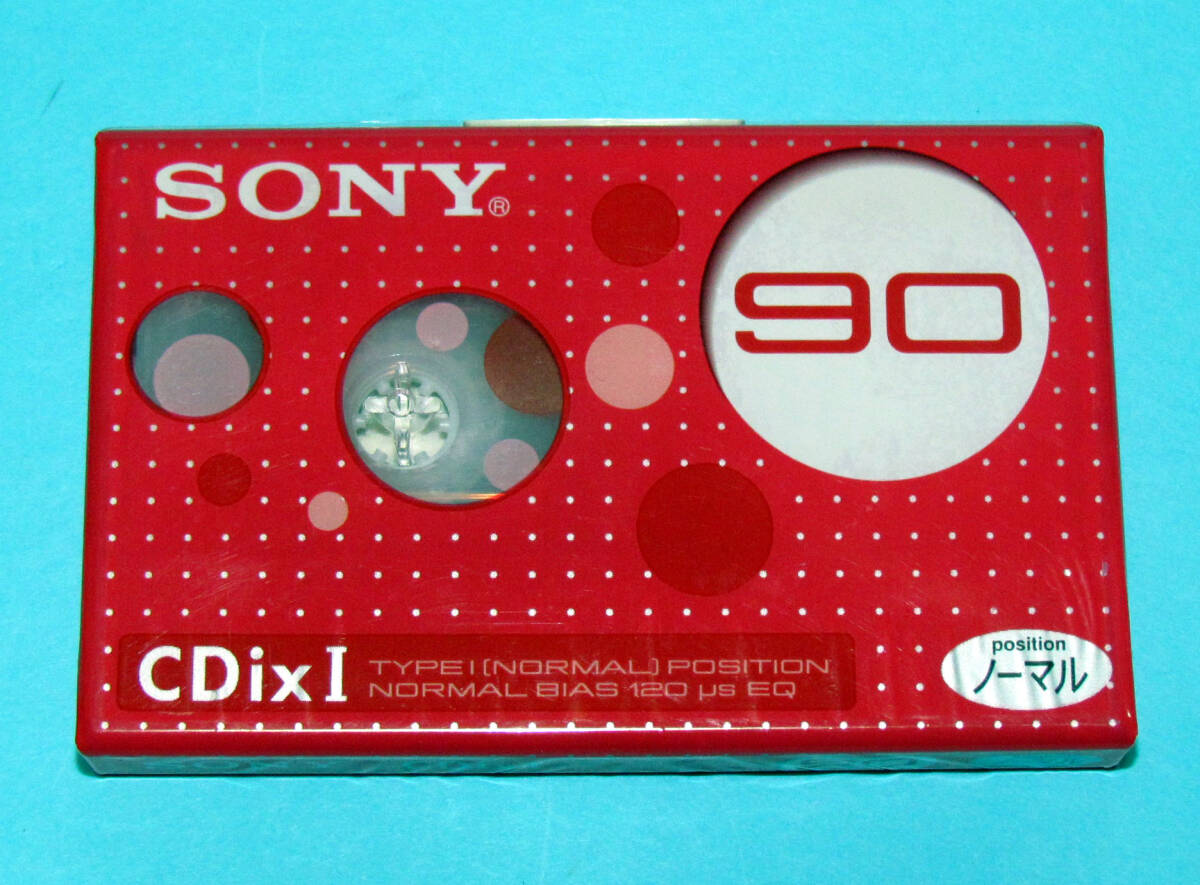 SONY®
90
CDix I
TYPE I (NORMAL) POSITION
NORMAL BIAS 120 µs EQ
position
ノーマル